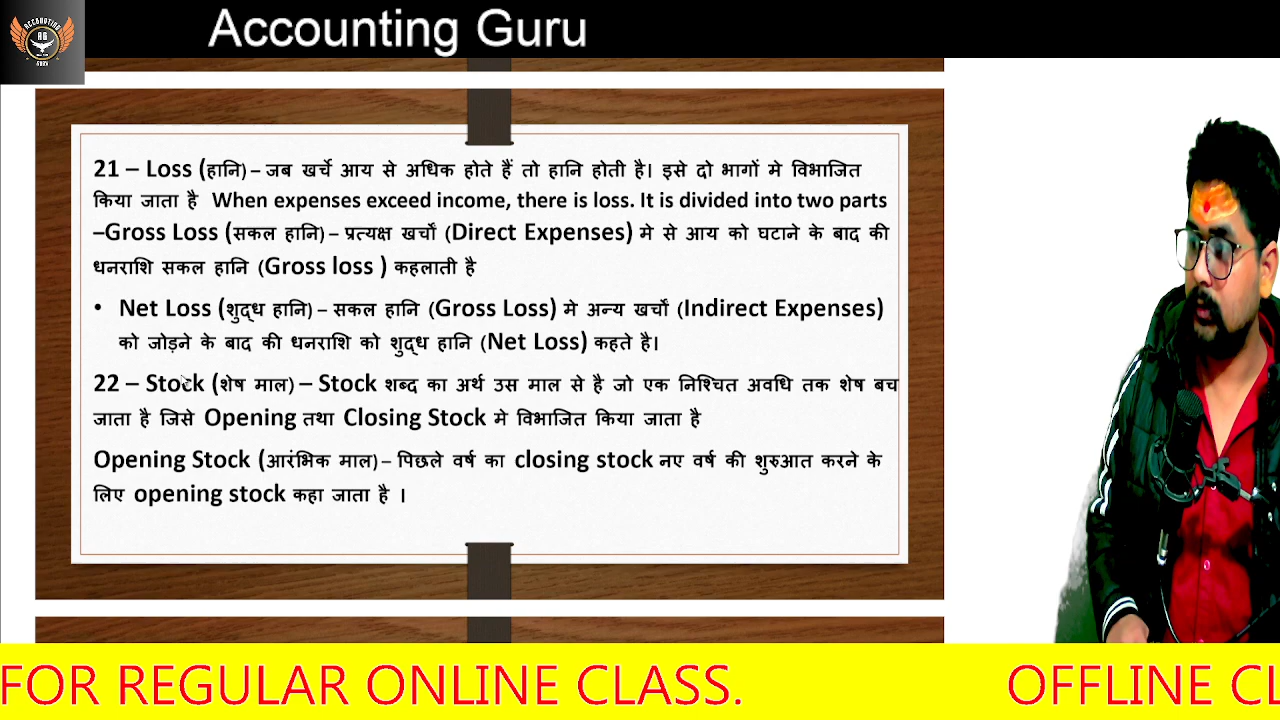 Accounting Guru
ACCOUNTING
AG
GURU
21 – Loss (हानि) – जब खर्चे आय से अधिक होते हैं तो हानि होती है। इसे दो भागों मे विभाजित
किया जाता है When expenses exceed income, there is loss. It is divided into two parts
–Gross Loss (सकल हानि) – प्रत्यक्ष खर्चों (Direct Expenses) मे से आय को घटाने के बाद की
धनराशि सकल हानि (Gross loss ) कहलाती है
• Net Loss (शुद्ध हानि) – सकल हानि (Gross Loss) मे अन्य खर्चों (Indirect Expenses)
को जोड़ने के बाद की धनराशि को शुद्ध हानि (Net Loss) कहते है।
22 – Stock (शेष माल) – Stock शब्द का अर्थ उस माल से है जो एक निश्चित अवधि तक शेष बच
जाता है जिसे Opening तथा Closing Stock मे विभाजित किया जाता है
Opening Stock (आरंभिक माल) – पिछले वर्ष का closing stock नए वर्ष की शुरुआत करने के
लिए opening stock कहा जाता है ।
FOR REGULAR ONLINE CLASS. OFFLINE CL